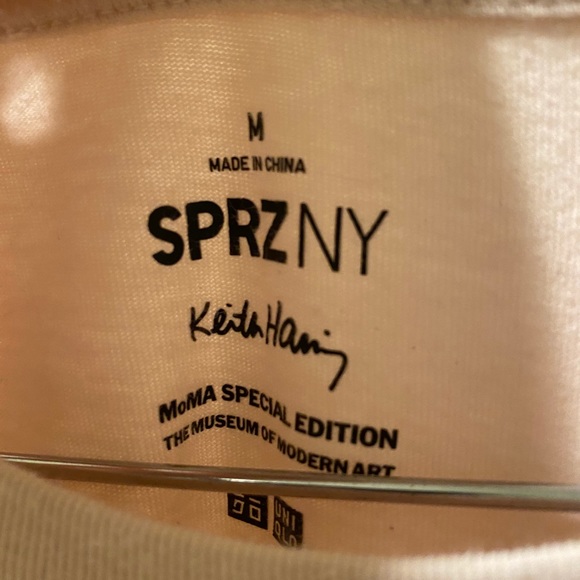 M
MADE IN CHINA
SPRZ NY
Keith Haring
MoMA SPECIAL EDITION
THE MUSEUM OF MODERN ART
UNI
QLO